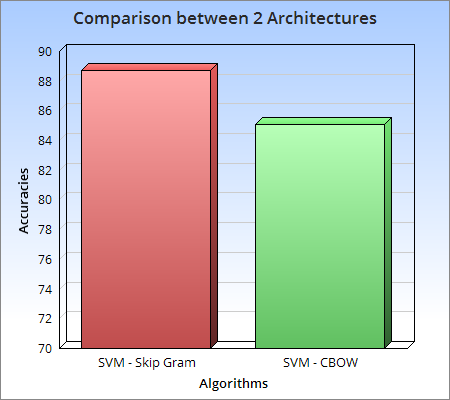 Comparison between 2 Architectures
90
88
86
84
82
80
78
76
74
72
70
Accuracies
SVM - Skip Gram
SVM - CBOW
Algorithms